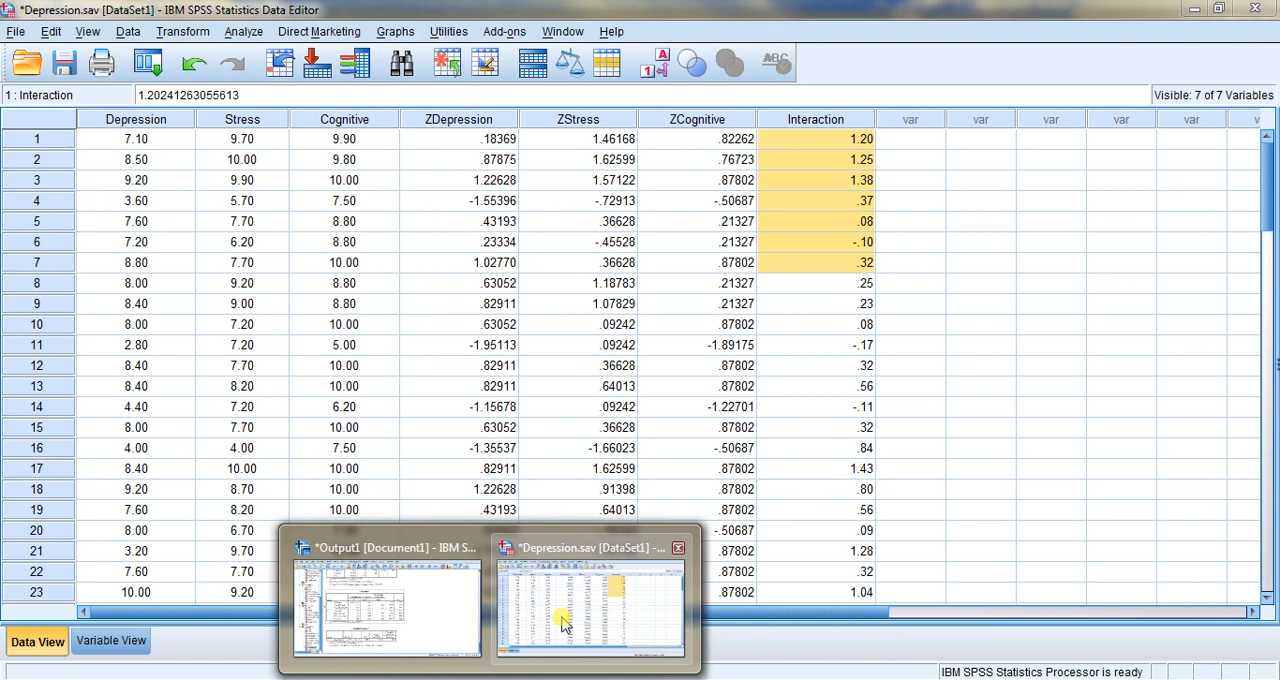 *Depression.sav [DataSet1] - IBM SPSS Statistics Data Editor
File Edit View Data Transform Analyze Direct Marketing Graphs Utilities Add-ons Window Help
1 : Interaction 1.20241263055613 Visible: 7 of 7 Variables
Depression Stress Cognitive ZDepression ZStress ZCognitive Interaction var var var var var v
1 7.10 9.70 9.90 .18369 1.46168 .82262 1.20
2 8.50 10.00 9.80 .87875 1.62599 .76723 1.25
3 9.20 9.90 10.00 1.22628 1.57122 .87802 1.38
4 3.60 5.70 7.50 -1.55396 -.72913 -.50687 .37
5 7.60 7.70 8.80 .43193 .36628 .21327 .08
6 7.20 6.20 8.80 .23334 -.45528 .21327 -.10
7 8.80 7.70 10.00 1.02770 .36628 .87802 .32
8 8.00 9.20 8.80 .63052 1.18783 .21327 .25
9 8.40 9.00 8.80 .82911 1.07829 .21327 .23
10 8.00 7.20 10.00 .63052 .09242 .87802 .08
11 2.80 7.20 5.00 -1.95113 .09242 -1.89175 -.17
12 8.40 7.70 10.00 .82911 .36628 .87802 .32
13 8.40 8.20 10.00 .82911 .64013 .87802 .56
14 4.40 7.20 6.20 -1.15678 .09242 -1.22701 -.11
15 8.00 7.70 10.00 .63052 .36628 .87802 .32
16 4.00 4.00 7.50 -1.35537 -1.66023 -.50687 .84
17 8.40 10.00 10.00 .82911 1.62599 .87802 1.43
18 9.20 8.70 10.00 1.22628 .91398 .87802 .80
19 7.60 8.20 10.00 .43193 .64013 .87802 .56
20 8.00 6.70 -.50687 .09
21 3.20 9.70 .87802 1.28
22 7.60 7.70 .87802 .32
23 10.00 9.20 .87802 1.04
*Output1 [Document1] - IBM S... *Depression.sav [DataSet1] -...
Data View Variable View
IBM SPSS Statistics Processor is ready